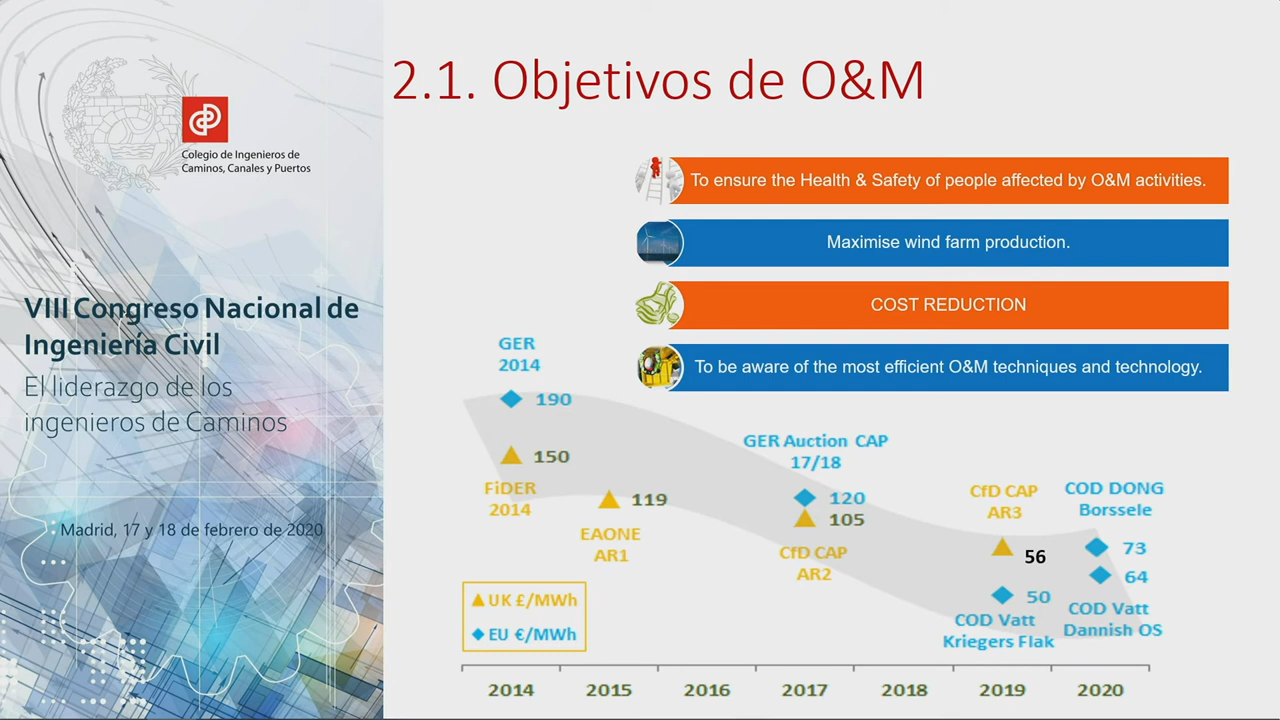 Colegio de Ingenieros de
Caminos, Canales y Puertos
VIII Congreso Nacional de
Ingeniería Civil
El liderazgo de los
ingenieros de Caminos
Madrid, 17 y 18 de febrero de 2020
2.1. Objetivos de O&M
To ensure the Health & Safety of people affected by O&M activities.
Maximise wind farm production.
COST REDUCTION
To be aware of the most efficient O&M techniques and technology.
GER
2014
190
150
FiDER
2014
119
EAONE
AR1
GER Auction CAP
17/18
120
105
CfD CAP
AR2
CfD CAP
AR3
56
50
COD Vatt
Kriegers Flak
COD DONG
Borssele
73
64
COD Vatt
Dannish OS
UK £/MWh
EU €/MWh
2014 2015 2016 2017 2018 2019 2020